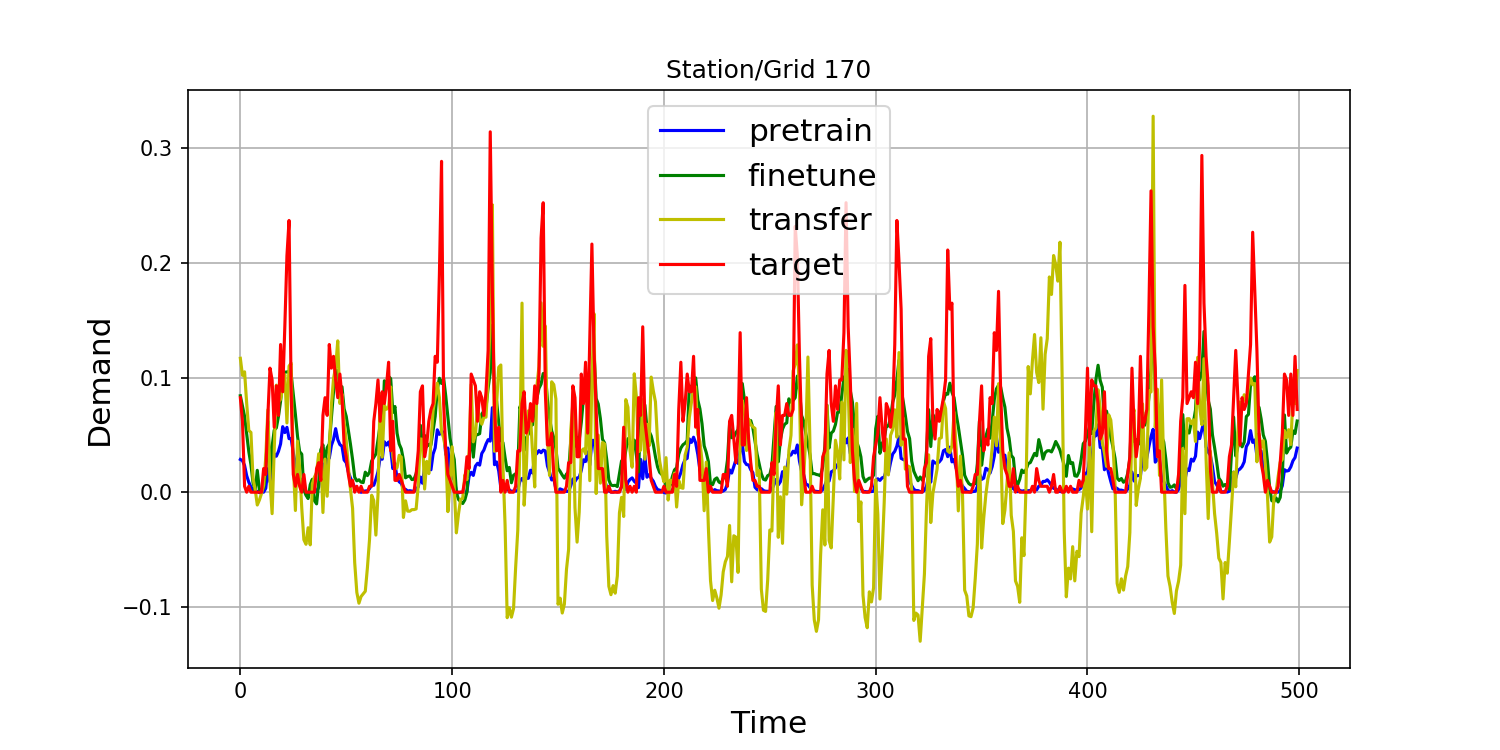 Station/Grid 170
pretrain
finetune
transfer
target
Demand
0.3
0.2
0.1
0.0
−0.1
0 100 200 300 400 500
Time